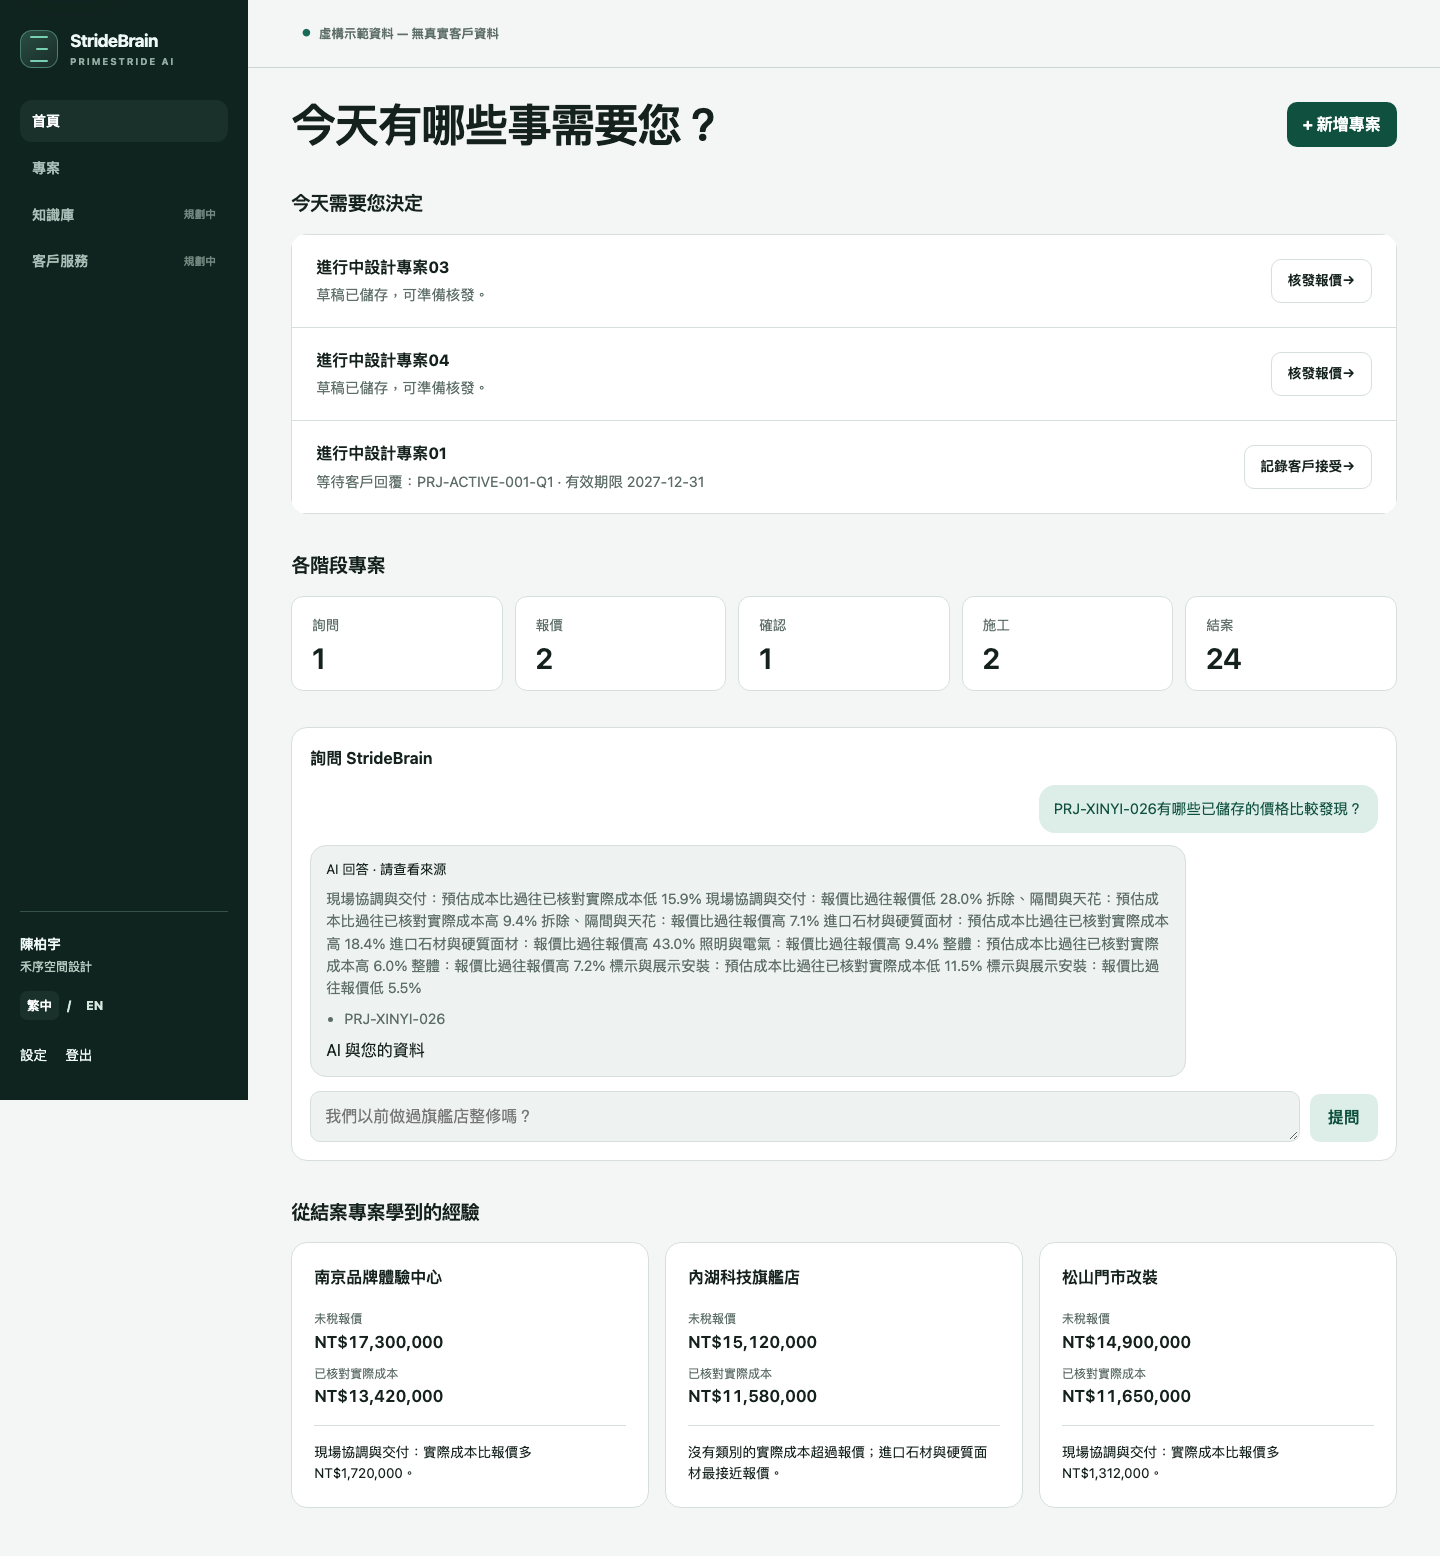 StrideBrain
PRIMESTRIDE AI
首頁
專案
知識庫 規劃中
客戶服務 規劃中
陳柏宇
禾序空間設計
繁中 / EN
設定 登出
虛構示範資料 — 無真實客戶資料
今天有哪些事需要您？
+ 新增專案
今天需要您決定
進行中設計專案03
草稿已儲存，可準備核發。
核發報價→
進行中設計專案04
草稿已儲存，可準備核發。
核發報價→
進行中設計專案01
等待客戶回覆：PRJ-ACTIVE-001-Q1 · 有效期限 2027-12-31
記錄客戶接受→
各階段專案
詢問
1
報價
2
確認
1
施工
2
結案
24
詢問 StrideBrain
PRJ-XINYI-026有哪些已儲存的價格比較發現？
AI 回答 · 請查看來源
現場協調與交付：預估成本比過往已核對實際成本低 15.9% 現場協調與交付：報價比過往報價低 28.0% 拆除、隔間與天花：預估成
本比過往已核對實際成本高 9.4% 拆除、隔間與天花：報價比過往報價高 7.1% 進口石材與硬質面材：預估成本比過往已核對實際成本
高 18.4% 進口石材與硬質面材：報價比過往報價高 43.0% 照明與電氣：報價比過往報價高 9.4% 整體：預估成本比過往已核對實際
成本高 6.0% 整體：報價比過往報價高 7.2% 標示與展示安裝：預估成本比過往已核對實際成本低 11.5% 標示與展示安裝：報價比過
往報價低 5.5%
• PRJ-XINYI-026
AI 與您的資料
我們以前做過旗艦店整修嗎？
提問
從結案專案學到的經驗
南京品牌體驗中心
未稅報價
NT$17,300,000
已核對實際成本
NT$13,420,000
現場協調與交付：實際成本比報價多
NT$1,720,000。
內湖科技旗艦店
未稅報價
NT$15,120,000
已核對實際成本
NT$11,580,000
沒有類別的實際成本超過報價；進口石材與硬質面
材最接近報價。
松山門市改裝
未稅報價
NT$14,900,000
已核對實際成本
NT$11,650,000
現場協調與交付：實際成本比報價多
NT$1,312,000。